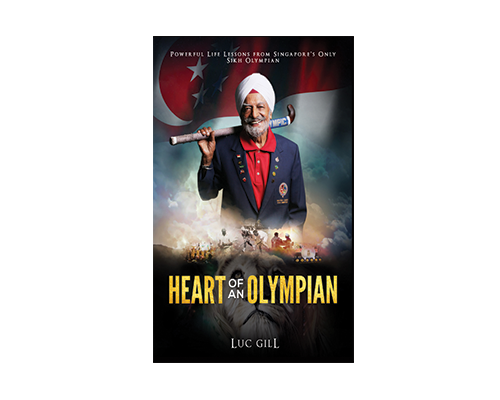 Powerful Life Lessons from Singapore's Only
Sikh Olympian
HEART OF AN OLYMPIAN
Luc Gill